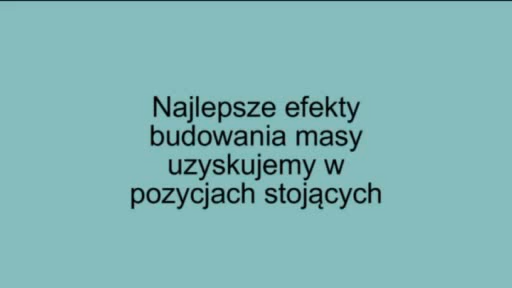 Najlepsze efekty
budowania masy
uzyskujemy w
pozycjach stojących